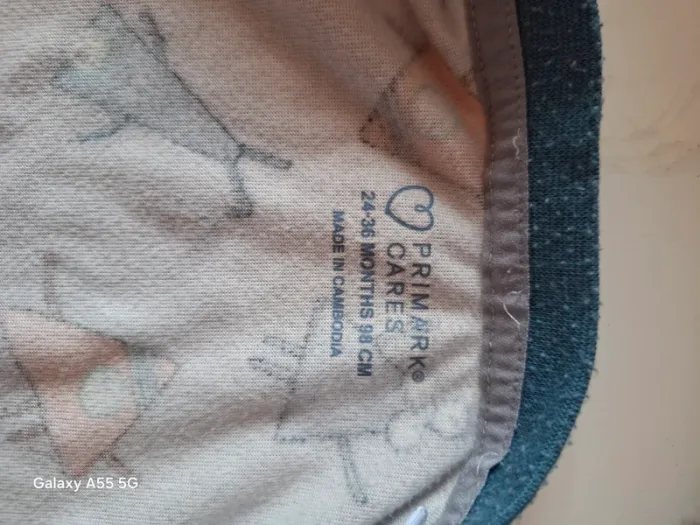 PRIMARK®
CARES
24-36 MONTHS 98 CM
MADE IN CAMBODIA
Galaxy A55 5G